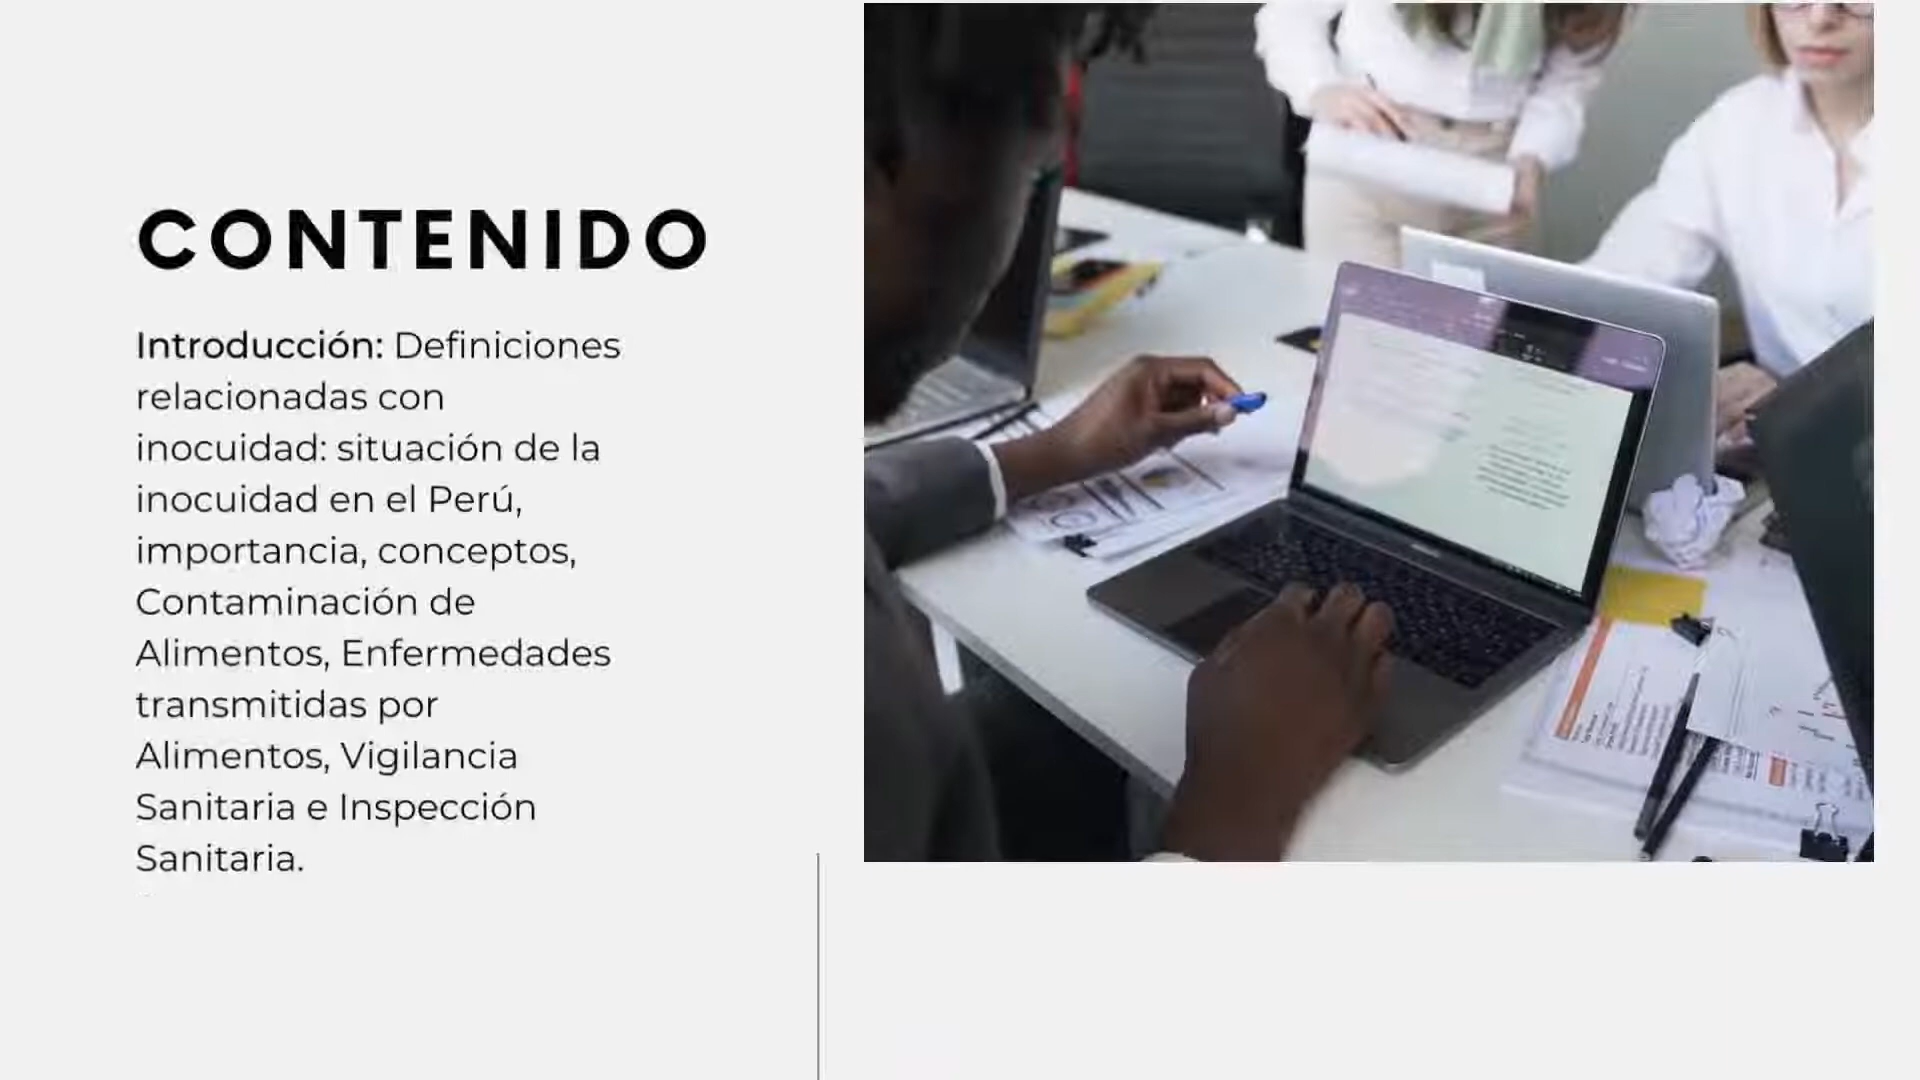 CONTENIDO
Introducción: Definiciones
relacionadas con
inocuidad: situación de la
inocuidad en el Perú,
importancia, conceptos,
Contaminación de
Alimentos, Enfermedades
transmitidas por
Alimentos, Vigilancia
Sanitaria e Inspección
Sanitaria.